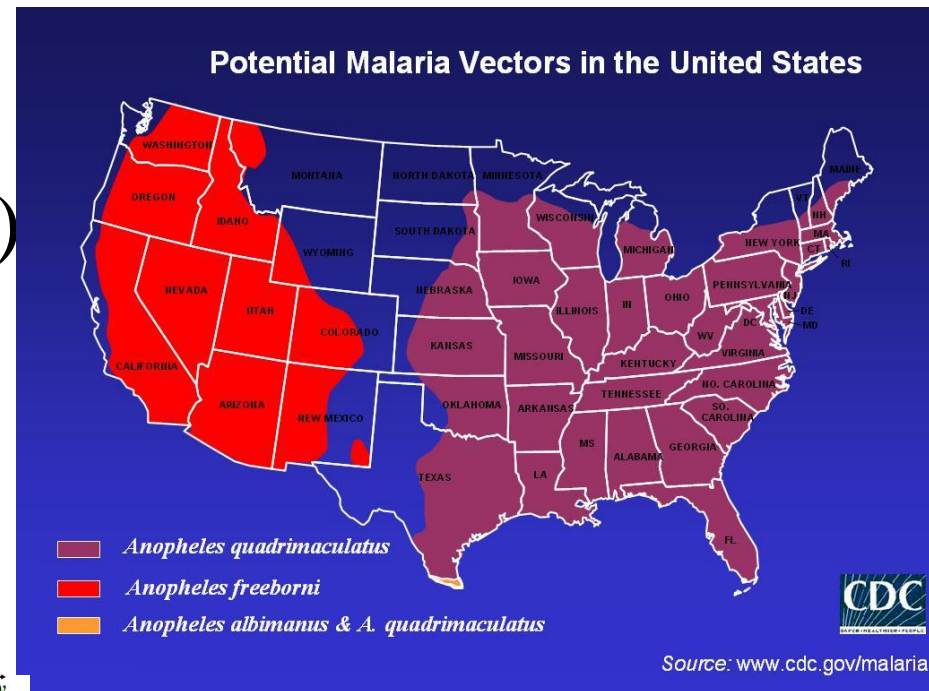 Potential Malaria Vectors in the United States
WASHINGTON
MONTANA
NORTH DAKOTA
MINNESOTA
MAINE
OREGON
IDAHO
SOUTH DAKOTA
WISCONSIN
MICHIGAN
VT
NH
NEW YORK
MA
CT
RI
WYOMING
NEBRASKA
IOWA
PENNSYLVANIA
NJ
NEVADA
UTAH
COLORADO
ILLINOIS
IN
OHIO
DE
MD
DC
WV
VIRGINIA
CALIFORNIA
KANSAS
MISSOURI
KENTUCKY
NO. CAROLINA
TENNESSEE
ARIZONA
NEW MEXICO
OKLAHOMA
ARKANSAS
SO.
CAROLINA
MS
ALABAMA
GEORGIA
TEXAS
LA
FL
Anopheles quadrimaculatus
Anopheles freeborni
Anopheles albimanus & A. quadrimaculatus
CDC
SAFER • HEALTHIER • PEOPLE
Source: www.cdc.gov/malaria
)